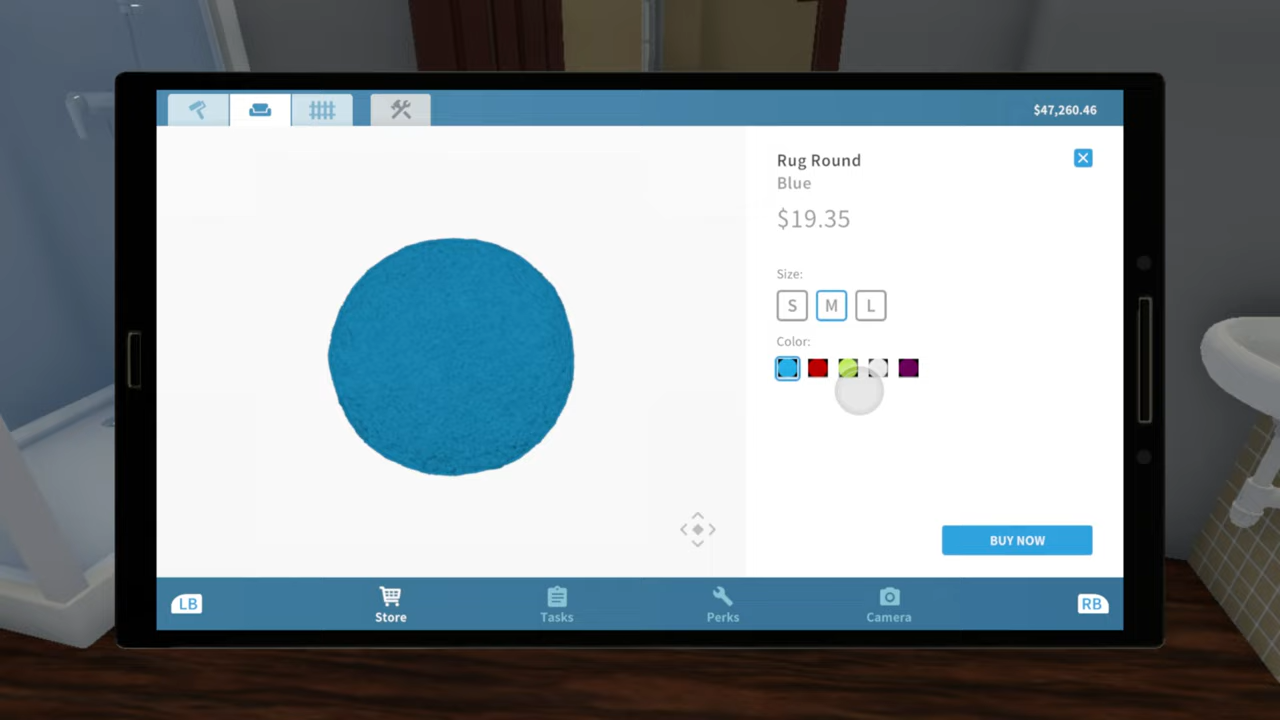 $47,260.46
Rug Round
Blue
$19.35
Size:
S M L
Color:
BUY NOW
LB
Store
Tasks
Perks
Camera
RB